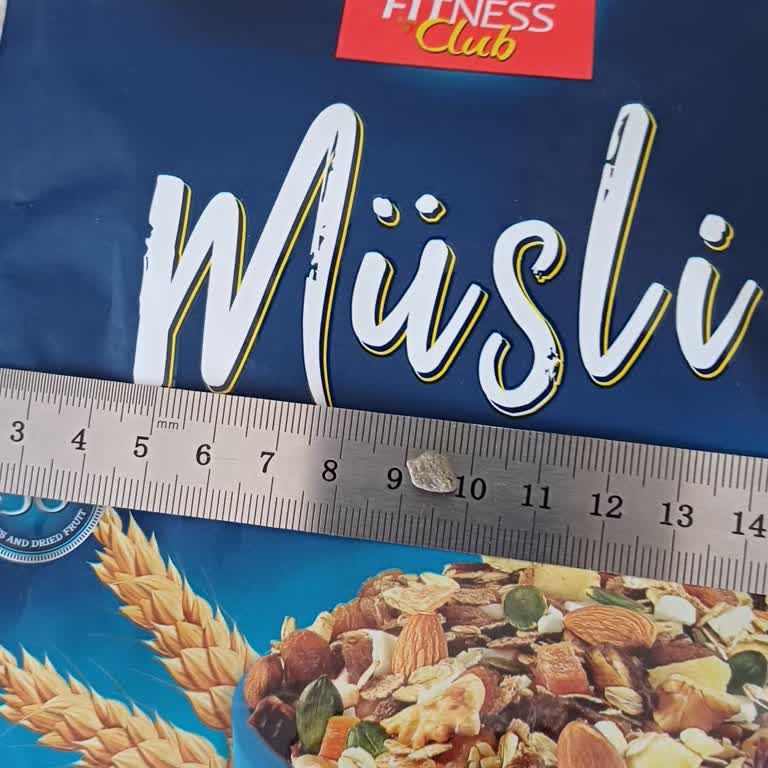 FITNESS
Club
Müsli
mm
3 4 5 6 7 8 9 10 11 12 13 14
AND DRIED FRUIT